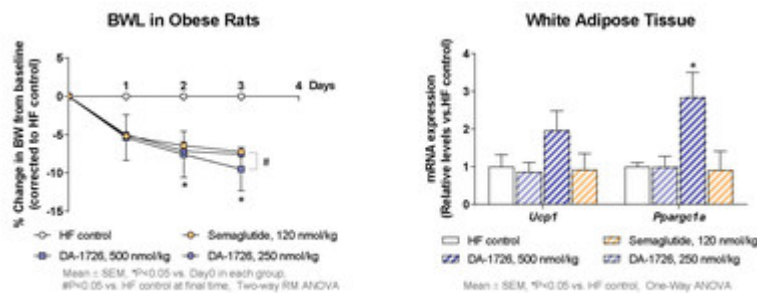 BWL in Obese Rats
% Change in BW from baseline
(corrected to HF control)
5
0
-5
-10
-15
1 2 3 4 Days
*
*
#
HF control
Semaglutide, 120 nmol/kg
DA-1726, 500 nmol/kg
DA-1726, 250 nmol/kg
Mean ± SEM, *P<0.05 vs. Day0 in each group,
#P<0.05 vs. HF control at final time, Two-way RM ANOVA
White Adipose Tissue
mRNA expression
(Relative levels vs.HF control)
4
3
2
1
0
*
Ucp1
Ppargc1a
HF control
Semaglutide, 120 nmol/kg
DA-1726, 500 nmol/kg
DA-1726, 250 nmol/kg
Mean ± SEM, *P<0.05 vs. HF control, One-Way ANOVA